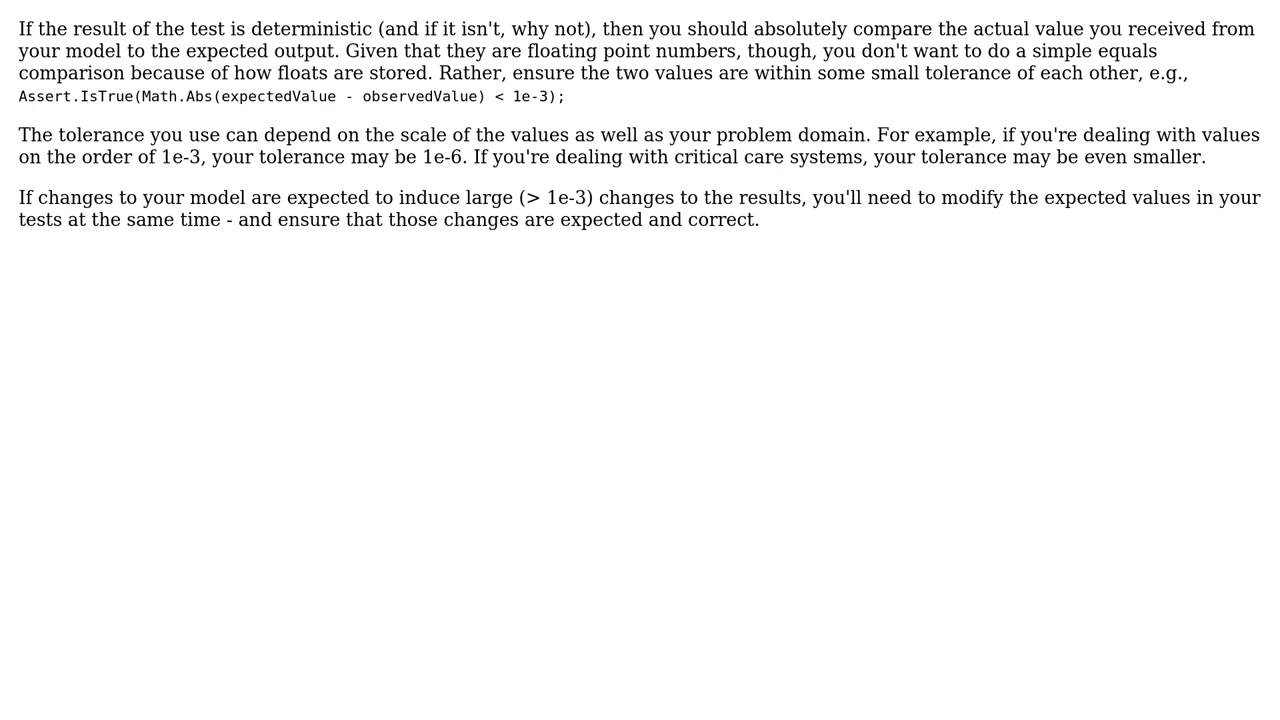 If the result of the test is deterministic (and if it isn't, why not), then you should absolutely compare the actual value you received from
your model to the expected output. Given that they are floating point numbers, though, you don't want to do a simple equals
comparison because of how floats are stored. Rather, ensure the two values are within some small tolerance of each other, e.g.,
Assert.IsTrue(Math.Abs(expectedValue - observedValue) < 1e-3);
The tolerance you use can depend on the scale of the values as well as your problem domain. For example, if you're dealing with values
on the order of 1e-3, your tolerance may be 1e-6. If you're dealing with critical care systems, your tolerance may be even smaller.
If changes to your model are expected to induce large (> 1e-3) changes to the results, you'll need to modify the expected values in your
tests at the same time - and ensure that those changes are expected and correct.